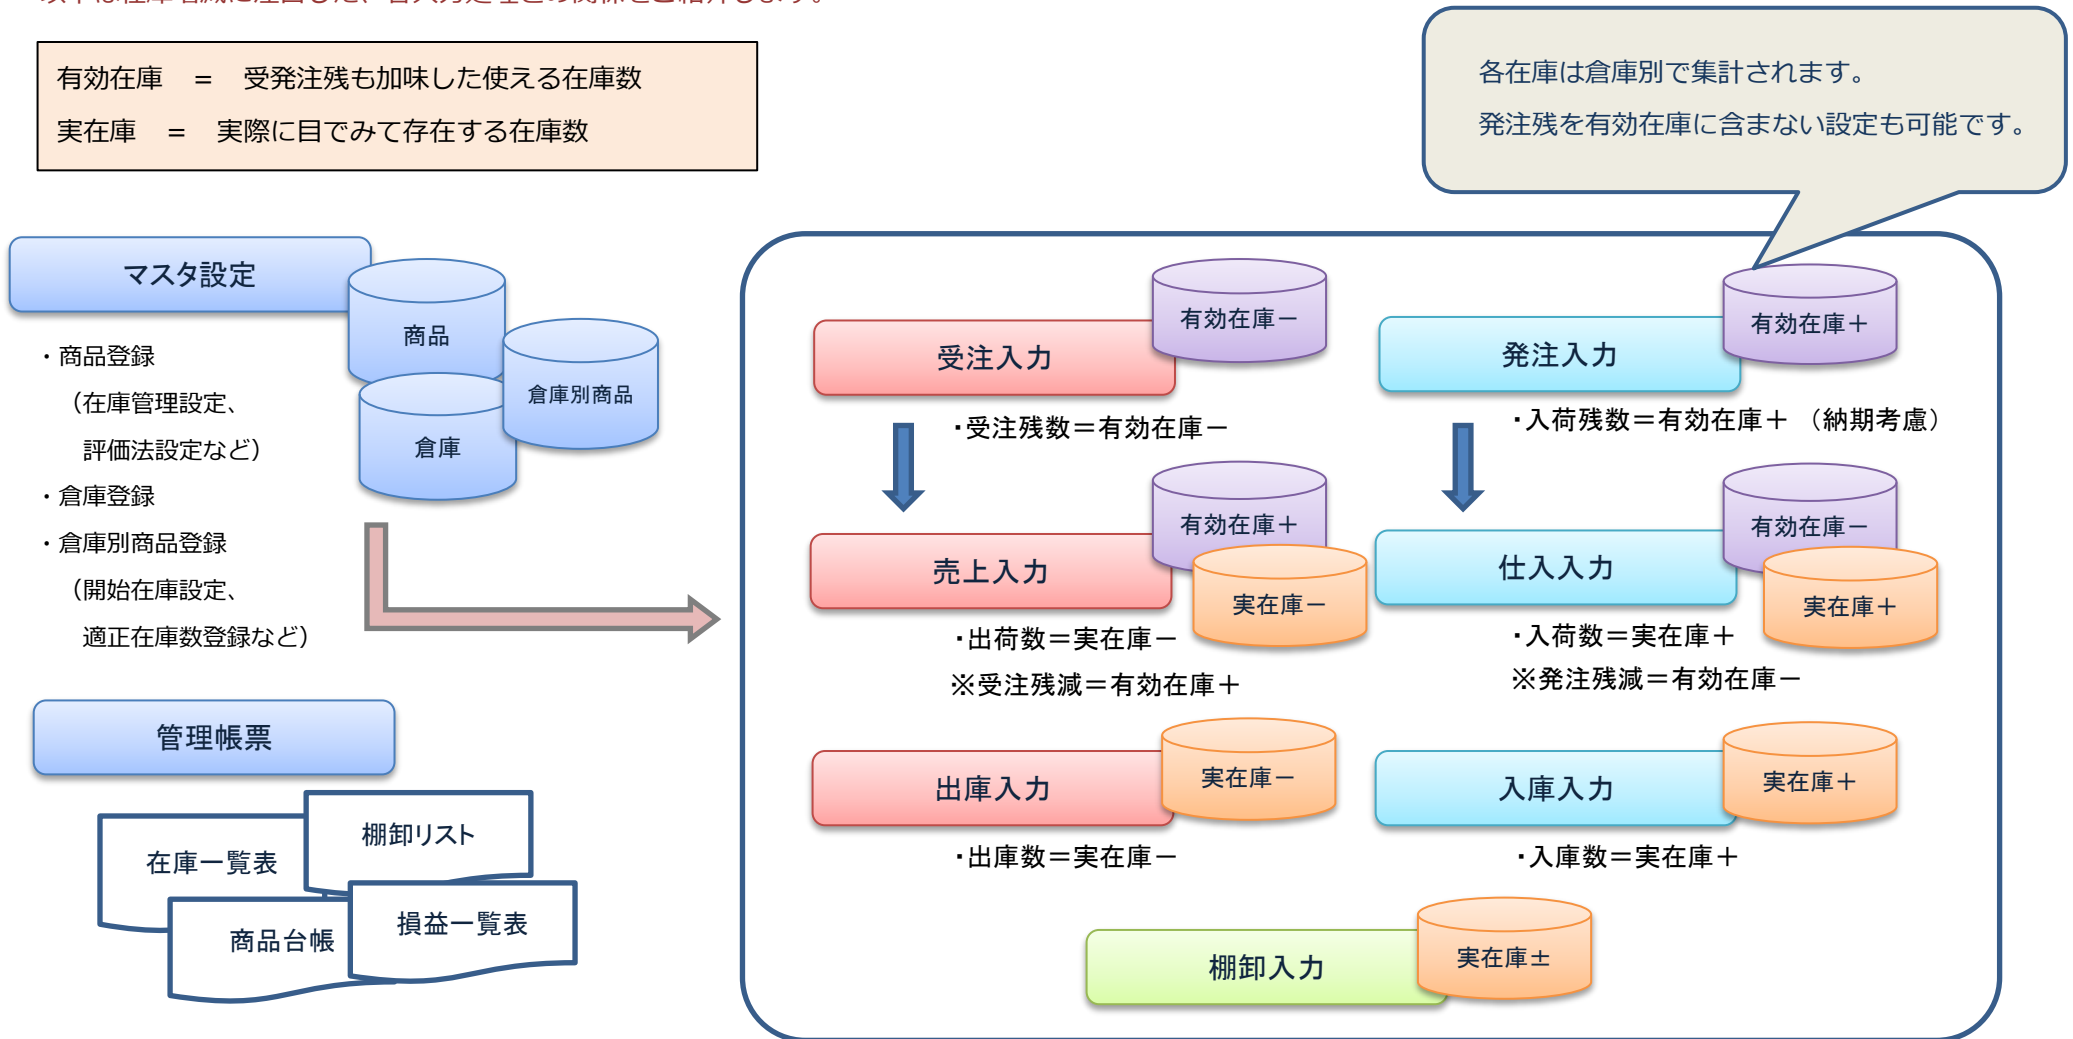 有効在庫　＝　受発注残も加味した使える在庫数
実在庫　＝　実際に目でみて存在する在庫数
各在庫は倉庫別で集計されます。
発注残を有効在庫に含まない設定も可能です。
マスタ設定
商品
倉庫別商品
倉庫
・商品登録
（在庫管理設定、
評価法設定など）
・倉庫登録
・倉庫別商品登録
（開始在庫設定、
適正在庫数登録など）
管理帳票
棚卸リスト
在庫一覧表
損益一覧表
商品台帳
受注入力
有効在庫－
・受注残数＝有効在庫－
発注入力
有効在庫＋
・入荷残数＝有効在庫＋（納期考慮）
売上入力
有効在庫＋
実在庫－
・出荷数＝実在庫－
※受注残減＝有効在庫＋
仕入入力
有効在庫－
実在庫＋
・入荷数＝実在庫＋
※発注残減＝有効在庫－
出庫入力
実在庫－
・出庫数＝実在庫－
入庫入力
実在庫＋
・入庫数＝実在庫＋
棚卸入力
実在庫±